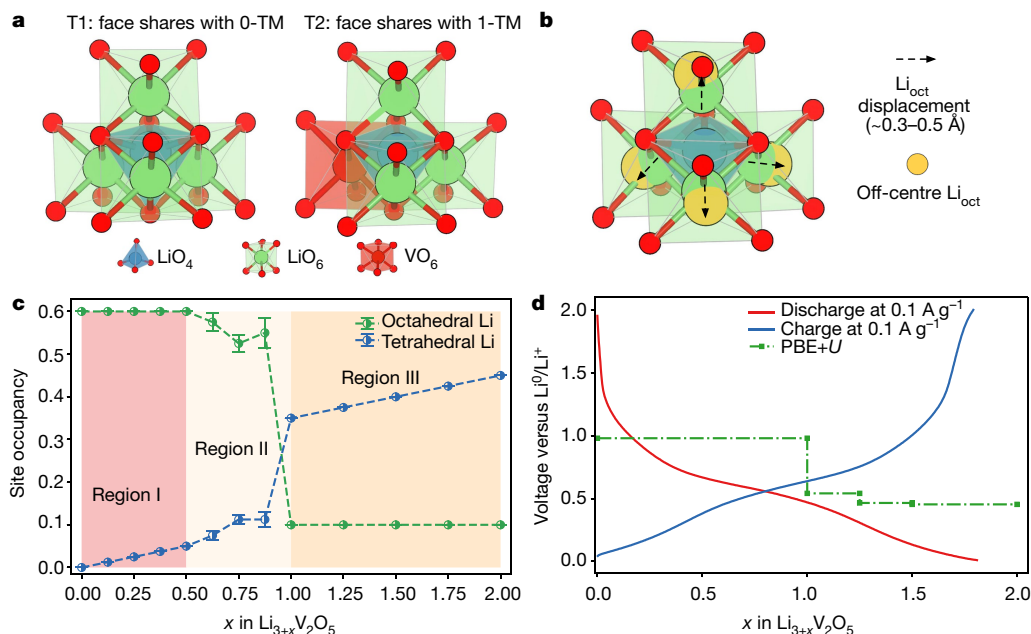 a
T1: face shares with 0-TM
T2: face shares with 1-TM
LiO4
LiO6
VO6
b
Lioct
displacement
(~0.3–0.5 Å)
Off-centre Lioct
c
Site occupancy
0.6
0.5
0.4
0.3
0.2
0.1
0
Octahedral Li
Tetrahedral Li
Region I
Region II
Region III
0.00 0.25 0.50 0.75 1.00 1.25 1.50 1.75 2.00
x in Li3+xV2O5
d
Voltage versus Li0/Li+
2.0
1.5
1.0
0.5
0.0
Discharge at 0.1 A g−1
Charge at 0.1 A g−1
PBE+U
0.0 0.5 1.0 1.5 2.0
x in Li3+xV2O5